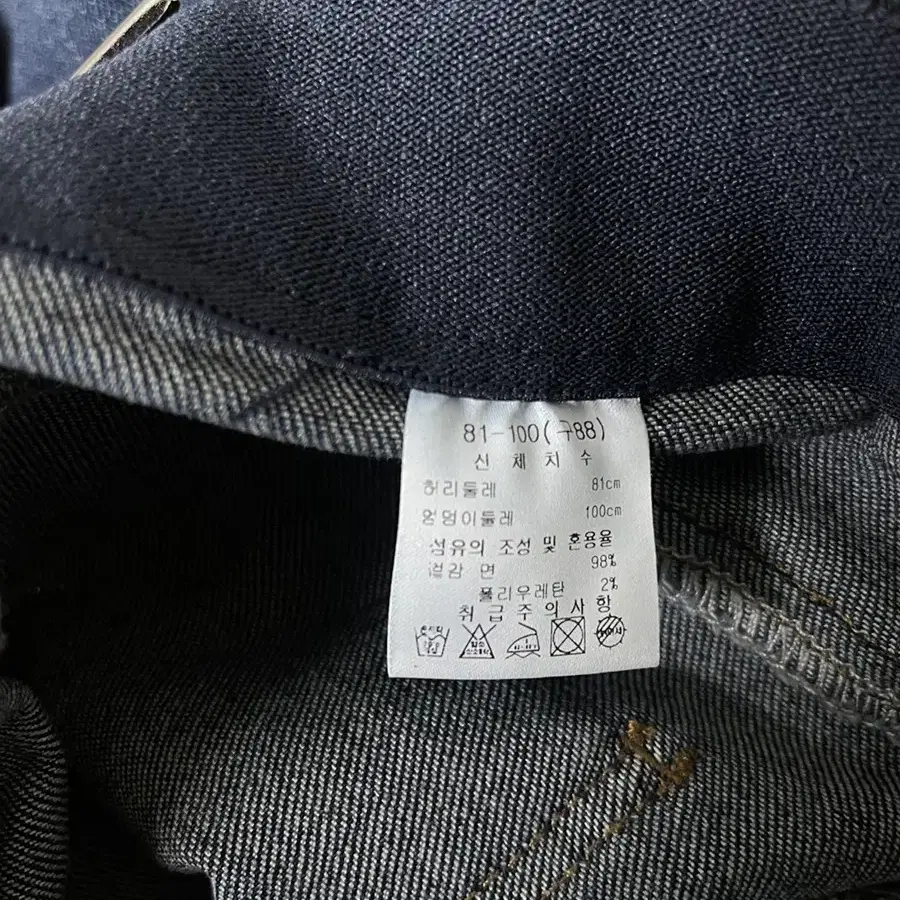 81-100(구88)
신체치수
허리둘레 81cm
엉덩이둘레 100cm
섬유의 조성 및 혼용율
겉감 면 98%
폴리우레탄 2%
취급주의사항